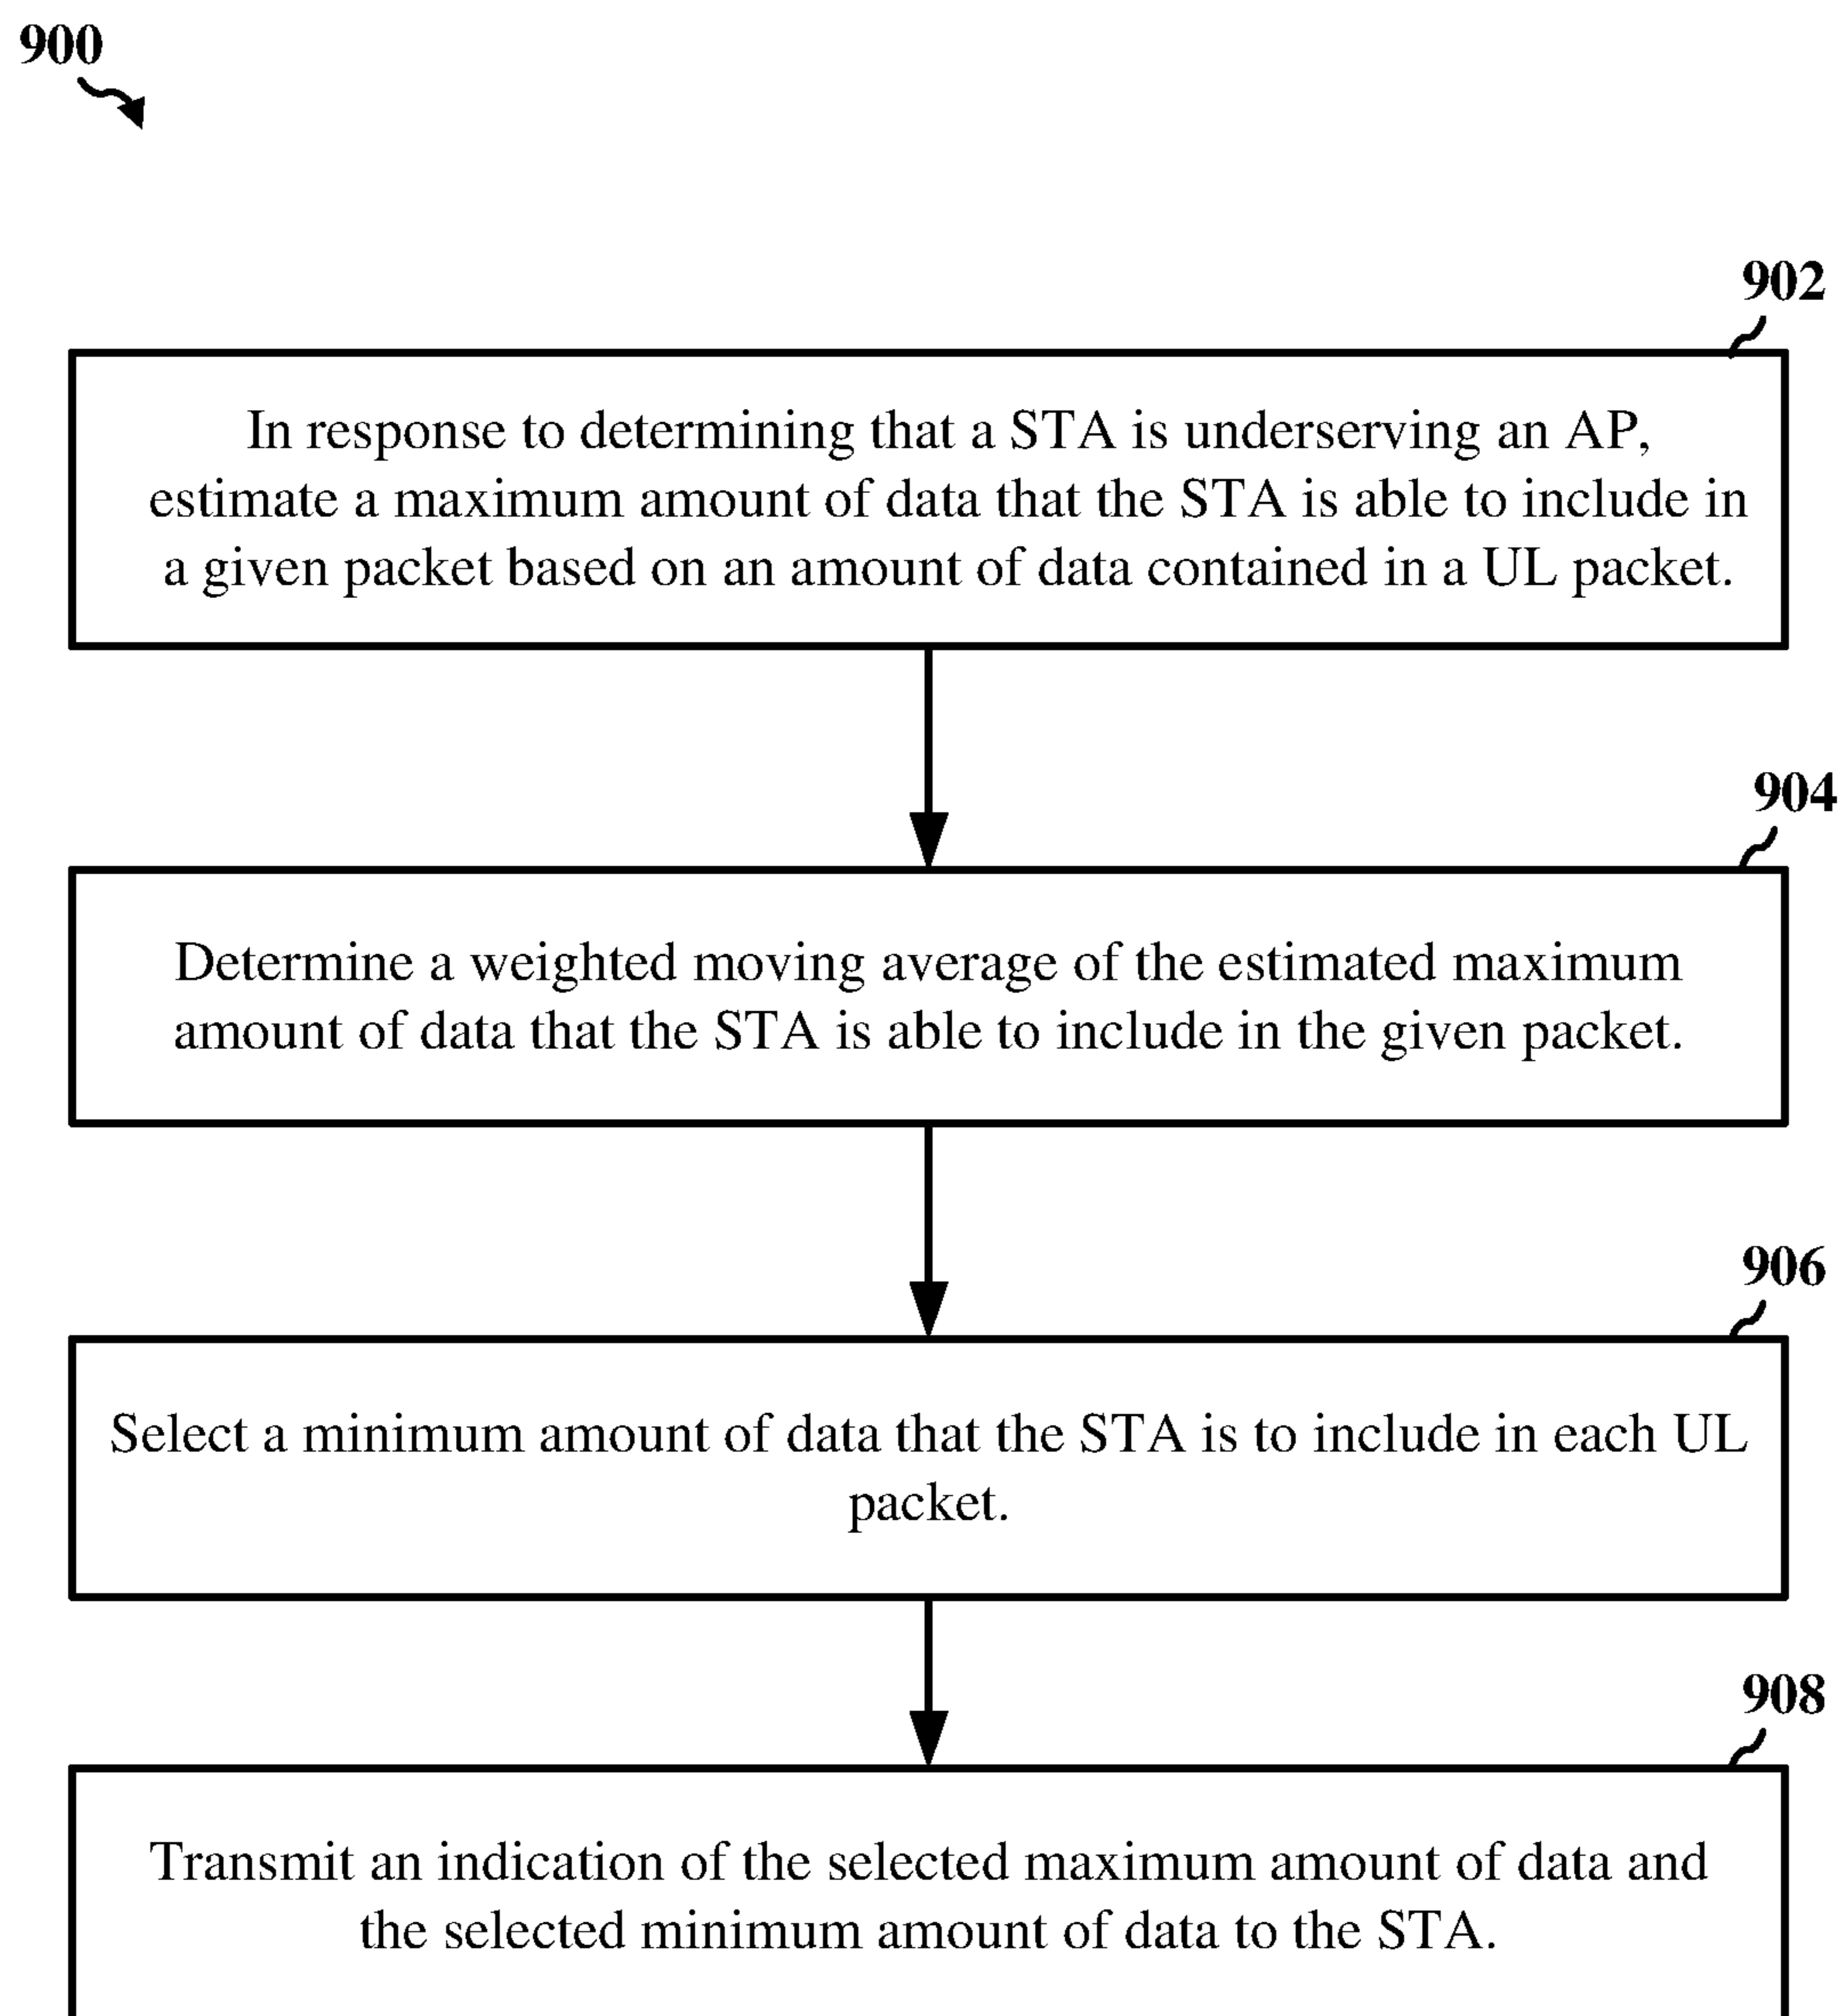 900
902
In response to determining that a STA is underserving an AP,
estimate a maximum amount of data that the STA is able to include in
a given packet based on an amount of data contained in a UL packet.
904
Determine a weighted moving average of the estimated maximum
amount of data that the STA is able to include in the given packet.
906
Select a minimum amount of data that the STA is to include in each UL
packet.
908
Transmit an indication of the selected maximum amount of data and
the selected minimum amount of data to the STA.